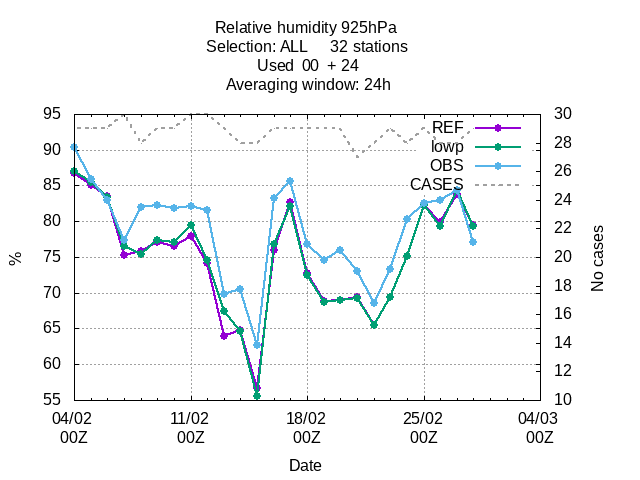 Relative humidity 925hPa
Selection: ALL     32 stations
Used  00  + 24
Averaging window: 24h
95 30
90 28
85 26
80 24
75 22
70 20
65 18
60 16
55 14
12
10
REF
lowp
OBS
CASES
%
No cases
04/02 11/02 18/02 25/02 04/03
00Z 00Z 00Z 00Z 00Z
Date